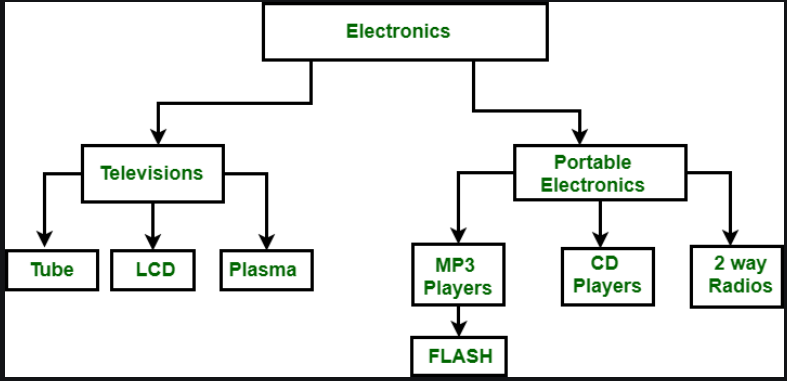 Electronics
Televisions
Portable
Electronics
Tube
LCD
Plasma
MP3
Players
CD
Players
2 way
Radios
FLASH